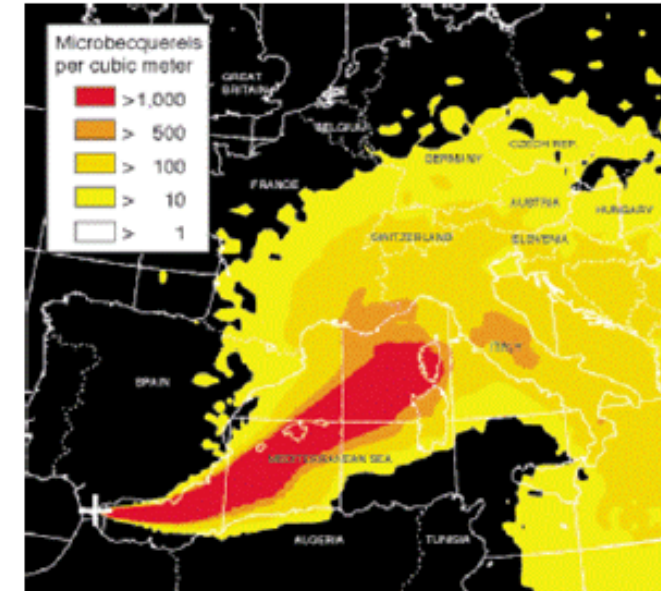 Microbecquerels
per cubic meter
>1,000
> 500
> 100
> 10
> 1
GREAT
BRITAIN
BELGIUM
GERMANY
CZECH REP.
FRANCE
AUSTRIA
HUNGARY
SWITZERLAND
SLOVENIA
ITALY
SPAIN
MEDITERRANEAN SEA
ALGERIA
TUNISIA